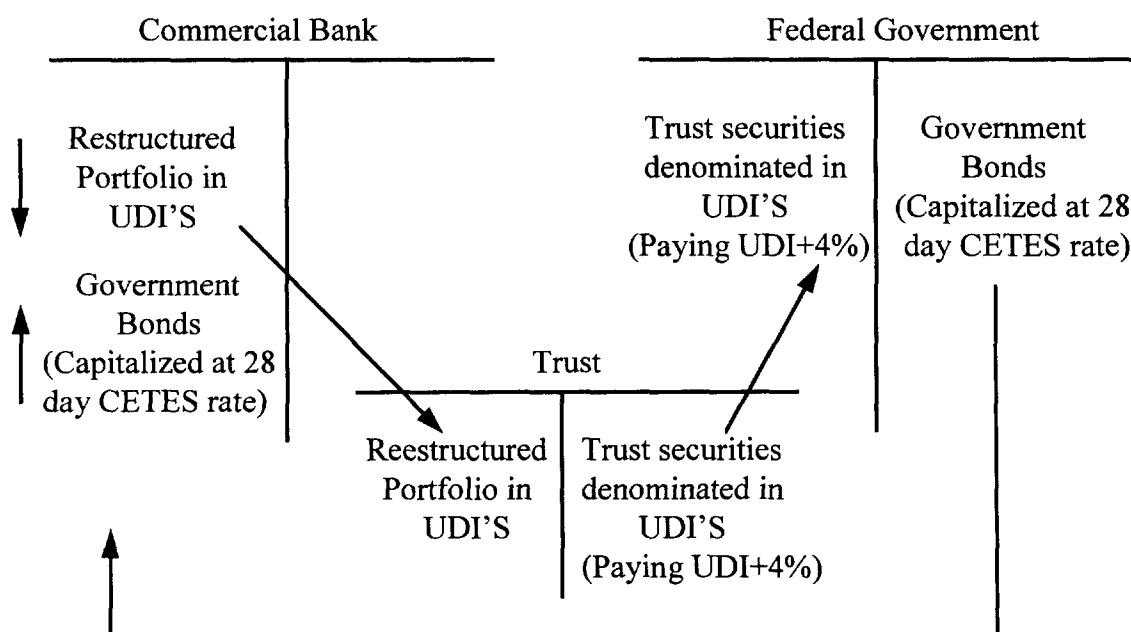 Commercial Bank
Restructured
Portfolio in
UDI'S
Government
Bonds
(Capitalized at 28
day CETES rate)
Federal Government
Trust securities
denominated in
UDI'S
(Paying UDI+4%)
Government
Bonds
(Capitalized at 28
day CETES rate)
Trust
Reestructured
Portfolio in
UDI'S
Trust securities
denominated in
UDI'S
(Paying UDI+4%)